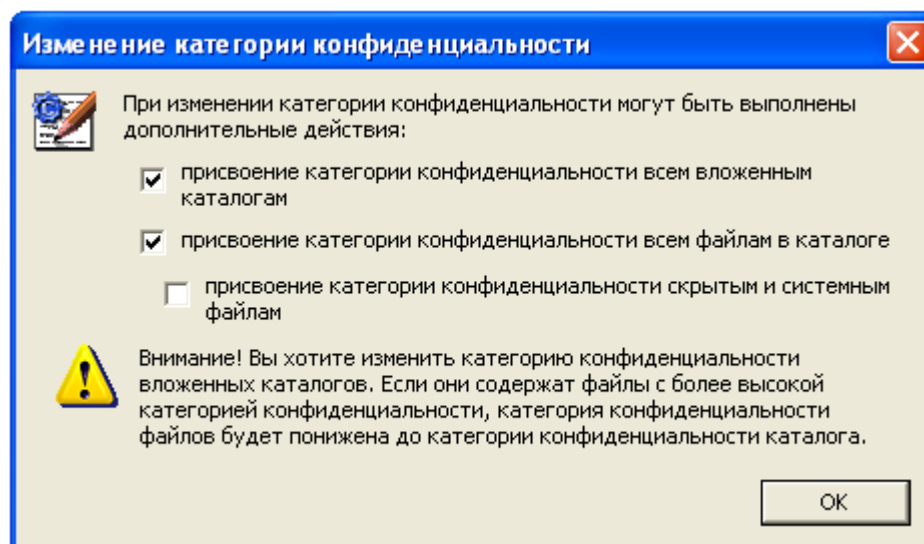 Изменение категории конфиденциальности
При изменении категории конфиденциальности могут быть выполнены
дополнительные действия:
присвоение категории конфиденциальности всем вложенным
каталогам
присвоение категории конфиденциальности всем файлам в каталоге
присвоение категории конфиденциальности скрытым и системным
файлам
Внимание! Вы хотите изменить категорию конфиденциальности
вложенных каталогов. Если они содержат файлы с более высокой
категорией конфиденциальности, категория конфиденциальности
файлов будет понижена до категории конфиденциальности каталога.
OK